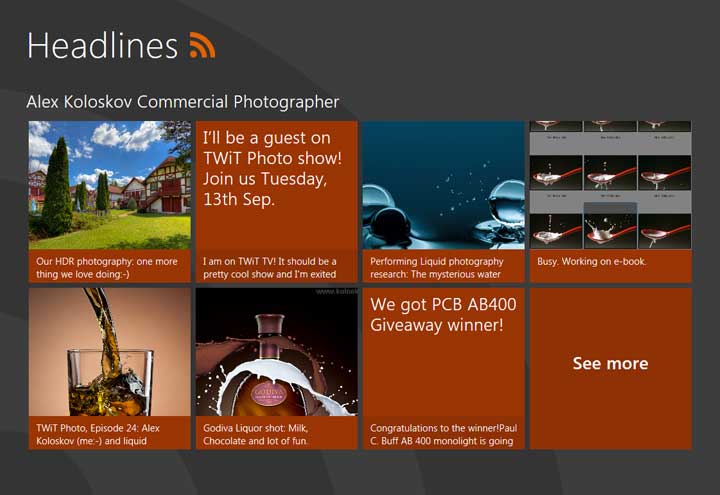 Headlines
Alex Koloskov Commercial Photographer
Our HDR photography: one more
thing we love doing:-)
I'll be a guest on
TWiT Photo show!
Join us Tuesday,
13th Sep.
I am on TWiT TV! It should be a
pretty cool show and I'm exited
Performing Liquid photography
research: The mysterious water
Busy. Working on e-book.
TWiT Photo, Episode 24: Alex
Koloskov (me:-) and liquid
GODIVA
Godiva Liquor shot: Milk,
Chocolate and lot of fun.
We got PCB AB400
Giveaway winner!
Congratulations to the winner!Paul
C. Buff AB 400 monolight is going
See more